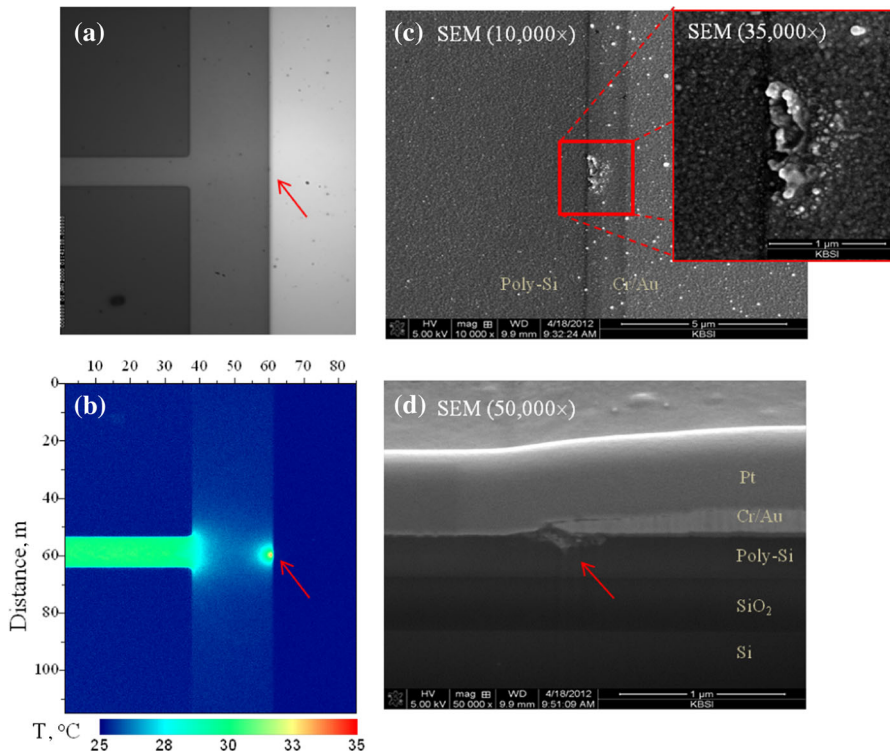 (a)
(b)
10 20 30 40 50 60 70 80
0
20
40
60
80
100
Distance, m
T, °C
25 28 30 33 35
(c) SEM (10,000×)
SEM (35,000×)
1 µm
KBSI
Poly-Si
Cr/Au
HV mag WD 4/18/2012 5 µm
5.00 kV 10 000 x 9.9 mm 9:32:24 AM KBSI
(d) SEM (50,000×)
Pt
Cr/Au
Poly-Si
SiO₂
Si
HV mag WD 4/18/2012 1 µm
5.00 kV 50 000 x 9.9 mm 9:51:09 AM KBSI